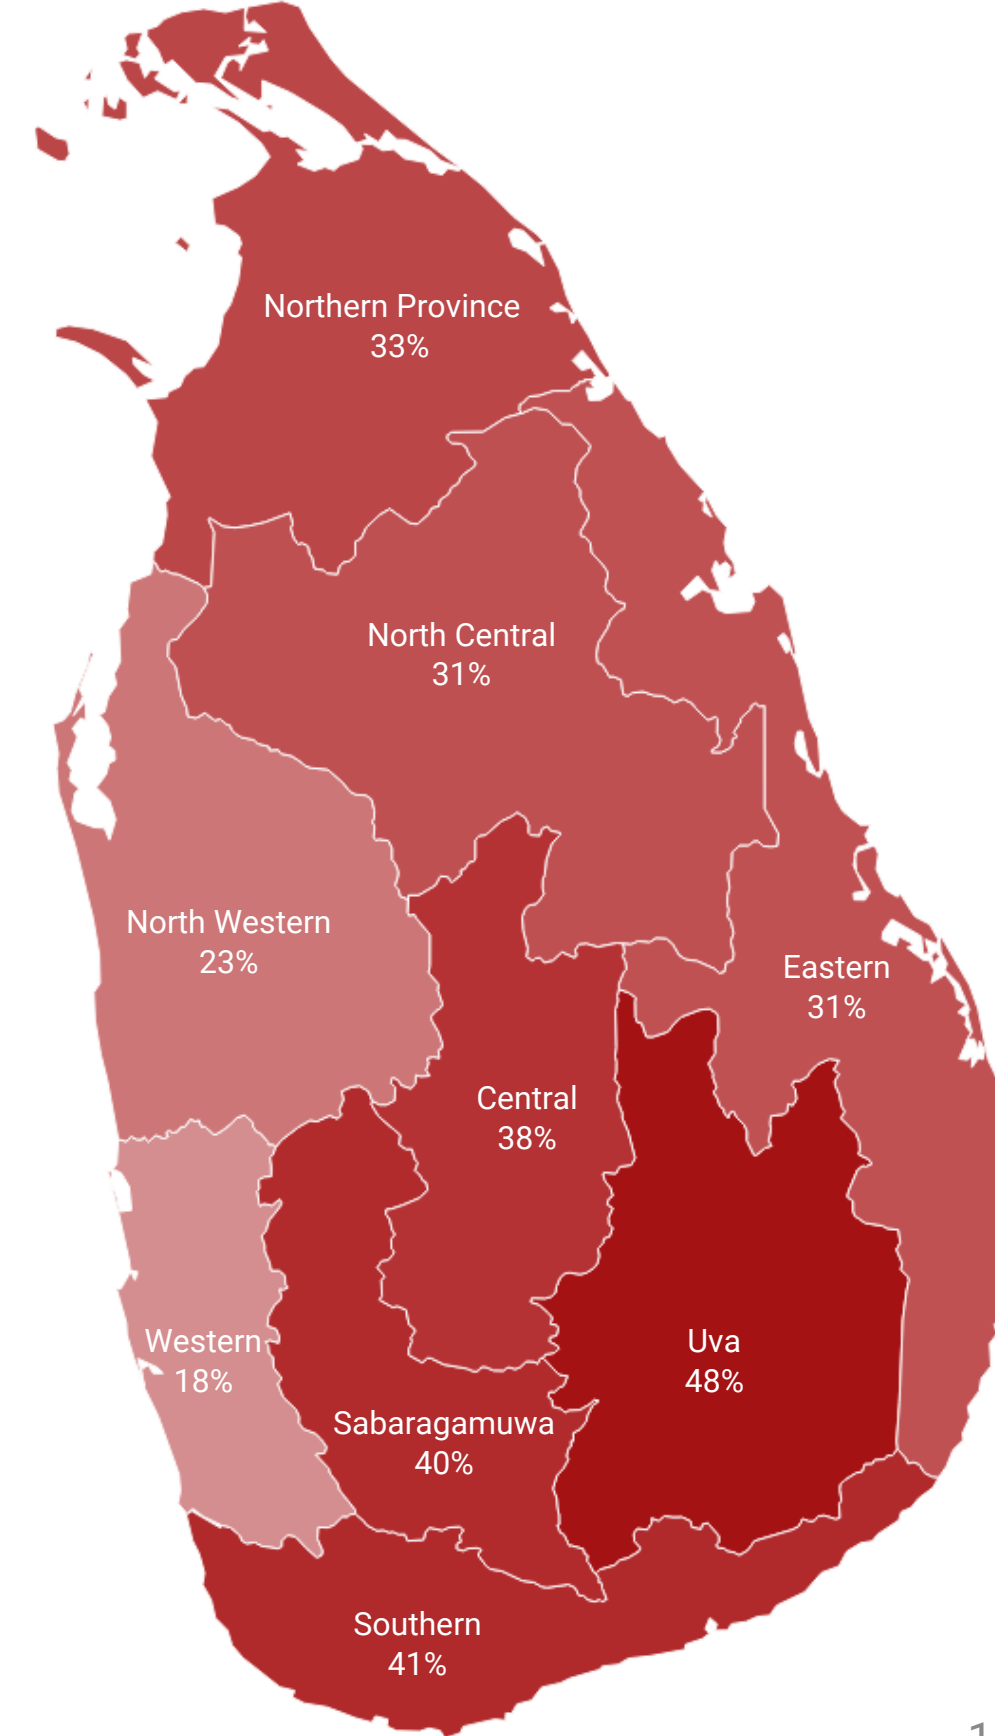 Northern Province
33%
North Central
31%
North Western
23%
Eastern
31%
Central
38%
Western
18%
Uva
48%
Sabaragamuwa
40%
Southern
41%